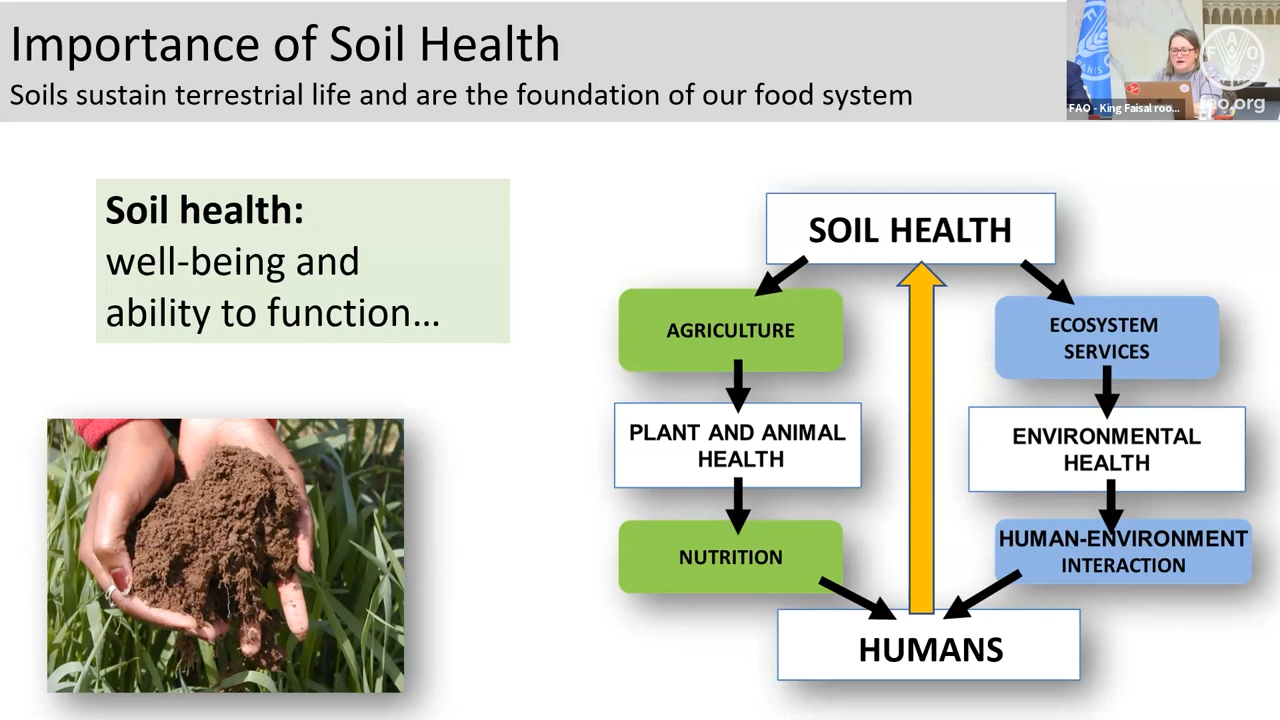 Importance of Soil Health
Soils sustain terrestrial life and are the foundation of our food system
FAO - King Faisal roo...
FAO
fao.org
PANIS
Soil health:
well-being and
ability to function...
SOIL HEALTH
AGRICULTURE
PLANT AND ANIMAL
HEALTH
NUTRITION
ECOSYSTEM
SERVICES
ENVIRONMENTAL
HEALTH
HUMAN-ENVIRONMENT
INTERACTION
HUMANS